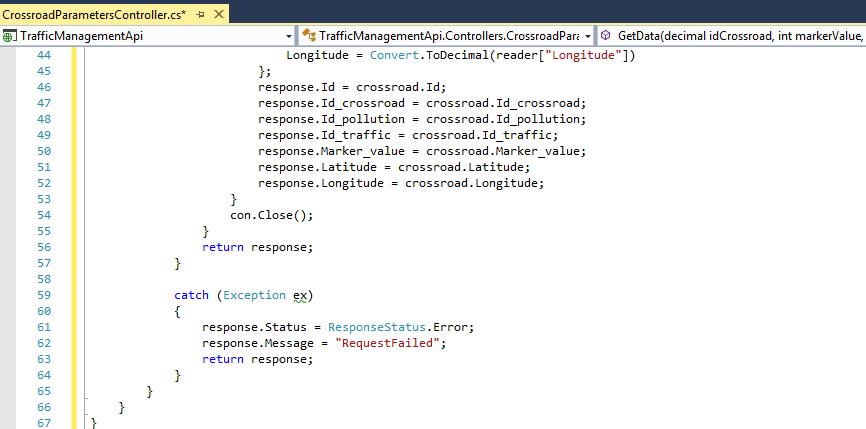 CrossroadParametersController.cs*
TrafficManagementApi TrafficManagementApi.Controllers.CrossroadPara GetData(decimal idCrossroad, int markerValue,
44 Longitude = Convert.ToDecimal(reader["Longitude"])
45 };
46 response.Id = crossroad.Id;
47 response.Id_crossroad = crossroad.Id_crossroad;
48 response.Id_pollution = crossroad.Id_pollution;
49 response.Id_traffic = crossroad.Id_traffic;
50 response.Marker_value = crossroad.Marker_value;
51 response.Latitude = crossroad.Latitude;
52 response.Longitude = crossroad.Longitude;
53 }
54 con.Close();
55 }
56 return response;
57 }
58
59 catch (Exception ex)
60 {
61 response.Status = ResponseStatus.Error;
62 response.Message = "RequestFailed";
63 return response;
64 }
65 }
66 }
67 }